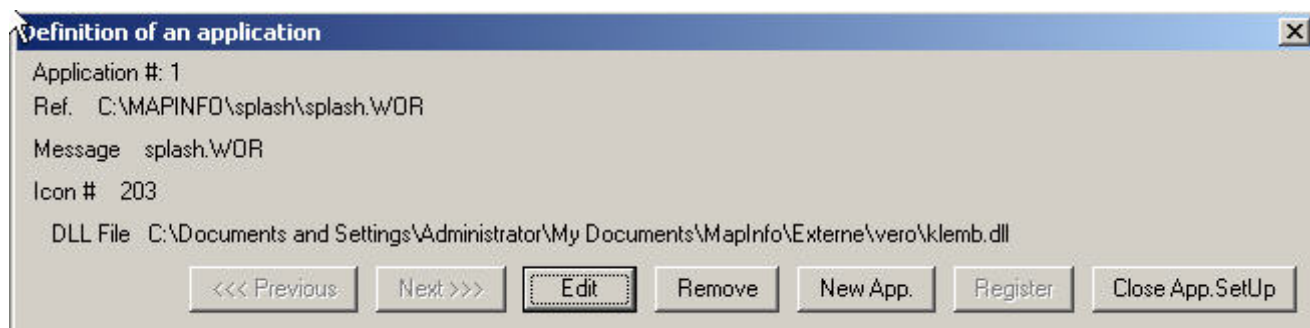 Definition of an application
Application #: 1
Ref. C:\MAPINFO\splash\splash.WOR
Message splash.WOR
Icon # 203
DLL File C:\Documents and Settings\Administrator\My Documents\MapInfo\Externe\vero\klemb.dll
<<< Previous Next >>> Edit Remove New App. Register Close App.SetUp